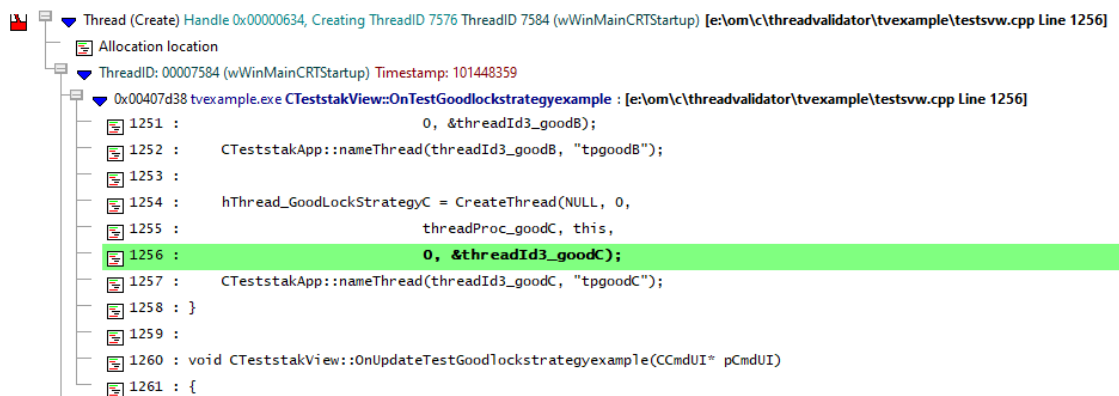 Thread (Create) Handle 0x00000634, Creating ThreadID 7576 ThreadID 7584 (wWinMainCRTStartup) [e:\om\c\threadvalidator\tvexample\testsvw.cpp Line 1256]
Allocation location
ThreadID: 00007584 (wWinMainCRTStartup) Timestamp: 101448359
0x00407d38 tvexample.exe CTeststakView::OnTestGoodlockstrategyexample : [e:\om\c\threadvalidator\tvexample\testsvw.cpp Line 1256]
1251 : 0, &threadId3_goodB);
1252 : CTeststakApp::nameThread(threadId3_goodB, "tpgoodB");
1253 :
1254 : hThread_GoodLockStrategyC = CreateThread(NULL, 0,
1255 : threadProc_goodC, this,
1256 : 0, &threadId3_goodC);
1257 : CTeststakApp::nameThread(threadId3_goodC, "tpgoodC");
1258 : }
1259 :
1260 : void CTeststakView::OnUpdateTestGoodlockstrategyexample(CCmdUI* pCmdUI)
1261 : {